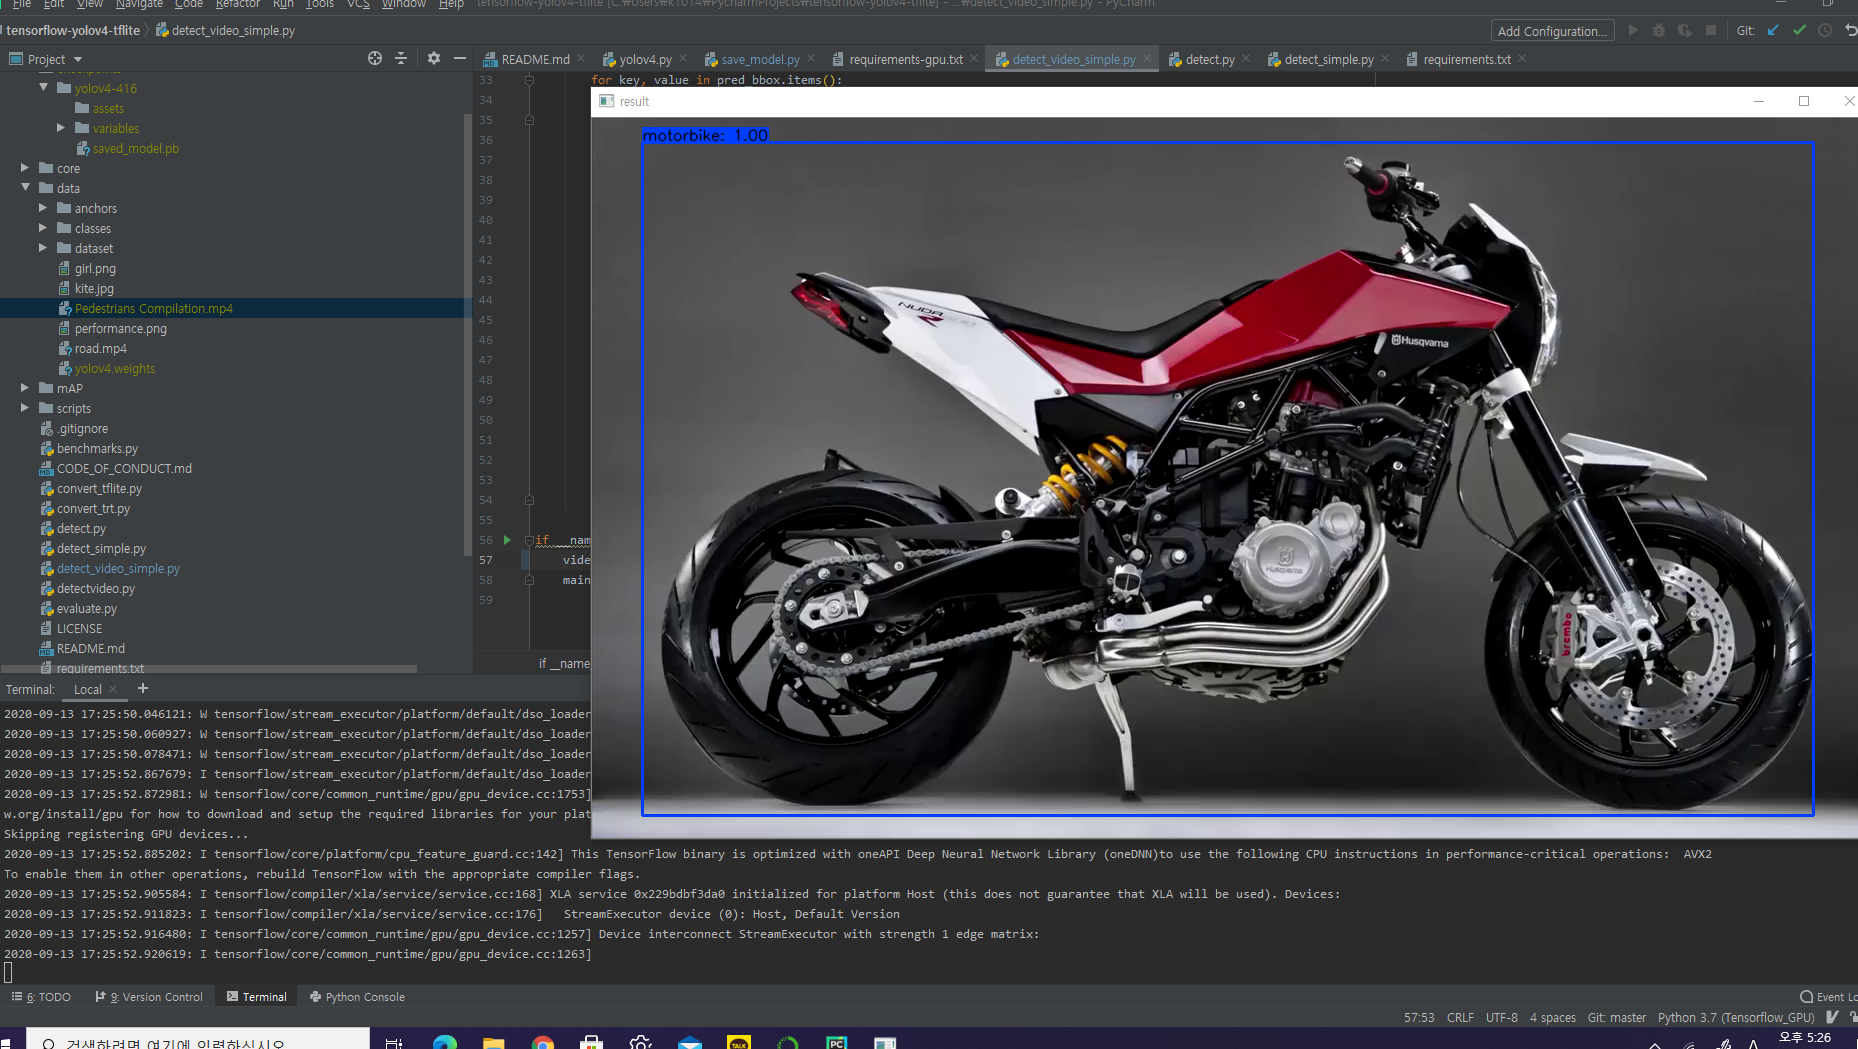 File Edit View Navigate Code Refactor Run Tools VCS Window Help tensorflow-yolov4-tflite [C:₩Users₩k1014₩PycharmProjects₩tensorflow-yolov4-tflite] - ...₩detect_video_simple.py - PyCharm
tensorflow-yolov4-tflite detect_video_simple.py Add Configuration... Git:
Project README.md yolov4.py save_model.py requirements-gpu.txt detect_video_simple.py detect.py detect_simple.py requirements.txt
checkpoints
yolov4-416
assets
variables
saved_model.pb
core
data
anchors
classes
dataset
girl.png
kite.jpg
Pedestrians Compilation.mp4
performance.png
road.mp4
yolov4.weights
mAP
scripts
.gitignore
benchmarks.py
CODE_OF_CONDUCT.md
convert_tflite.py
convert_trt.py
detect.py
detect_simple.py
detect_video_simple.py
detectvideo.py
evaluate.py
LICENSE
README.md
requirements.txt
33 for key, value in pred_bbox.items():
34
35
36
37
38
39
40
41
42
43
44
45
46
47
48
49
50
51
52
53
54
55
56 if __nam
57 vide
58 main
59
if __name
result
motorbike: 1.00
NUDA
R
Husqvarna
Husqvarna
brembo
Terminal: Local
2020-09-13 17:25:50.046121: W tensorflow/stream_executor/platform/default/dso_loader
2020-09-13 17:25:50.060927: W tensorflow/stream_executor/platform/default/dso_loader
2020-09-13 17:25:50.078471: W tensorflow/stream_executor/platform/default/dso_loader
2020-09-13 17:25:52.867679: I tensorflow/stream_executor/platform/default/dso_loader
2020-09-13 17:25:52.872981: W tensorflow/core/common_runtime/gpu/gpu_device.cc:1753]
w.org/install/gpu for how to download and setup the required libraries for your plat
Skipping registering GPU devices...
2020-09-13 17:25:52.885202: I tensorflow/core/platform/cpu_feature_guard.cc:142] This TensorFlow binary is optimized with oneAPI Deep Neural Network Library (oneDNN)to use the following CPU instructions in performance-critical operations:  AVX2
To enable them in other operations, rebuild TensorFlow with the appropriate compiler flags.
2020-09-13 17:25:52.905584: I tensorflow/compiler/xla/service/service.cc:168] XLA service 0x229bdbf3da0 initialized for platform Host (this does not guarantee that XLA will be used). Devices:
2020-09-13 17:25:52.911823: I tensorflow/compiler/xla/service/service.cc:176]   StreamExecutor device (0): Host, Default Version
2020-09-13 17:25:52.916480: I tensorflow/core/common_runtime/gpu/gpu_device.cc:1257] Device interconnect StreamExecutor with strength 1 edge matrix:
2020-09-13 17:25:52.920619: I tensorflow/core/common_runtime/gpu/gpu_device.cc:1263]
6: TODO 9: Version Control Terminal Python Console Event Lo
57:53 CRLF UTF-8 4 spaces Git: master Python 3.7 (Tensorflow_GPU)
검색하려면 여기에 입력하십시오. TALK PC A 오후 5:26